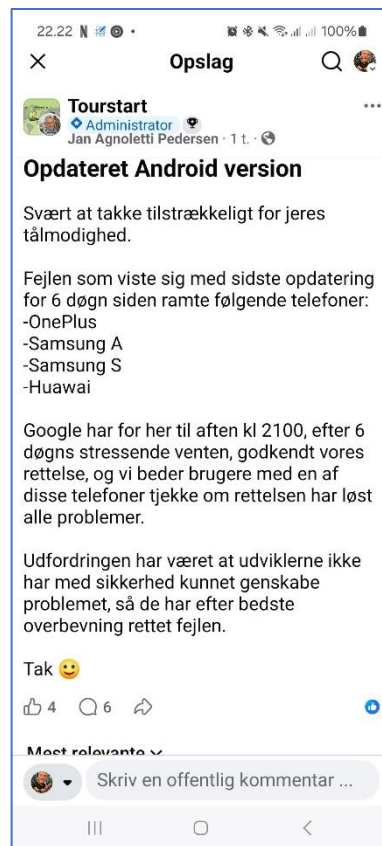 22.22 N 100%
Opslag
Tourstart
Administrator
Jan Agnoletti Pedersen · 1 t. ·
Opdateret Android version
Svært at takke tilstrækkeligt for jeres
tålmodighed.
Fejlen som viste sig med sidste opdatering
for 6 døgn siden ramte følgende telefoner:
-OnePlus
-Samsung A
-Samsung S
-Huawai
Google har for her til aften kl 2100, efter 6
døgns stressende venten, godkendt vores
rettelse, og vi beder brugere med en af
disse telefoner tjekke om rettelsen har løst
alle problemer.
Udfordringen har været at udviklerne ikke
har med sikkerhed kunnet genskabe
problemet, så de har efter bedste
overbevning rettet fejlen.
Tak 🙂
4 6
Mest relevante
Skriv en offentlig kommentar ...